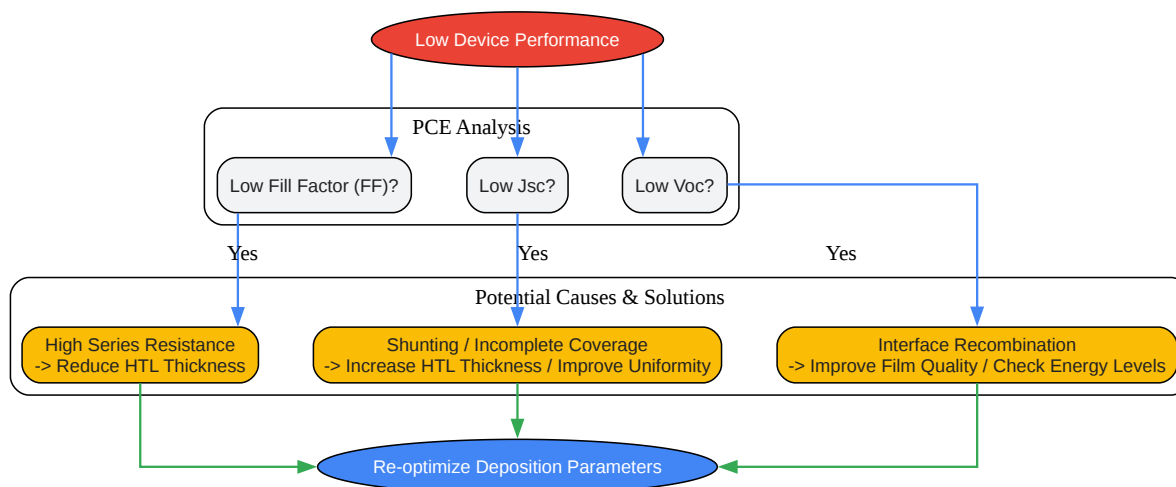 Low Device Performance
PCE Analysis
Low Fill Factor (FF)?
Low Jsc?
Low Voc?
Yes
Yes
Yes
Potential Causes & Solutions
High Series Resistance
-> Reduce HTL Thickness
Shunting / Incomplete Coverage
-> Increase HTL Thickness / Improve Uniformity
Interface Recombination
-> Improve Film Quality / Check Energy Levels
Re-optimize Deposition Parameters